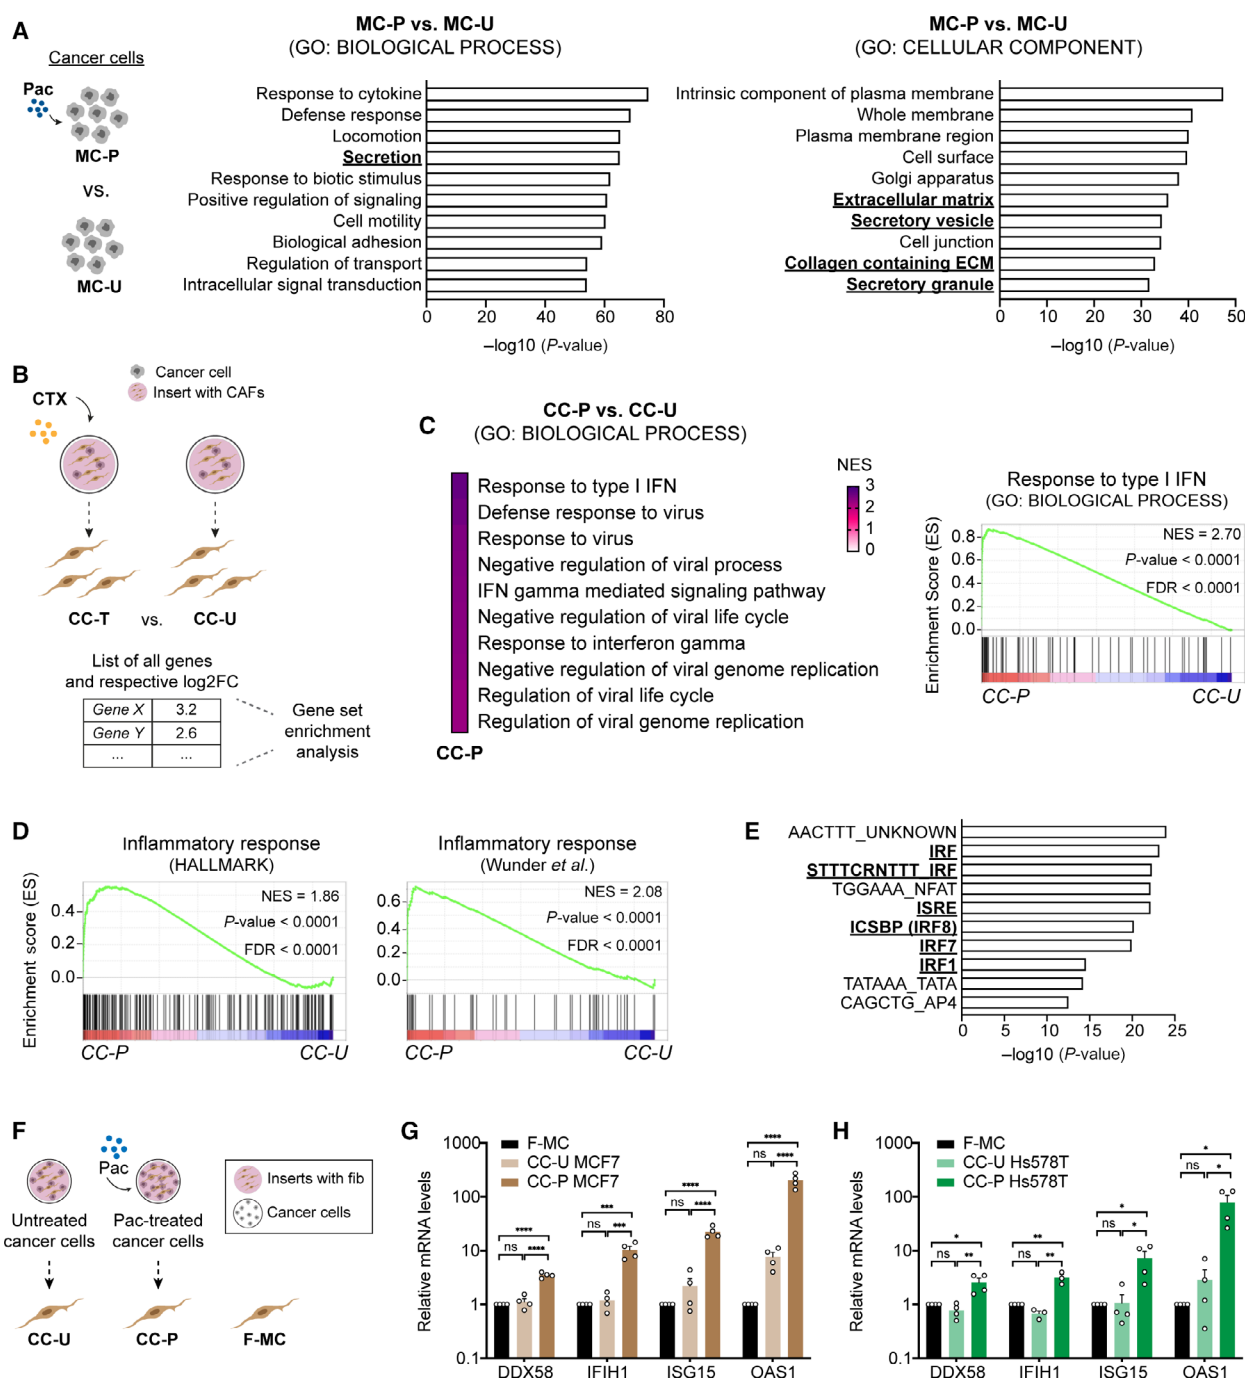 A
Cancer cells
Pac
MC-P
VS.
MC-U
MC-P vs. MC-U
(GO: BIOLOGICAL PROCESS)
Response to cytokine
Defense response
Locomotion
Secretion
Response to biotic stimulus
Positive regulation of signaling
Cell motility
Biological adhesion
Regulation of transport
Intracellular signal transduction
0 20 40 60 80
–log10 (P-value)
MC-P vs. MC-U
(GO: CELLULAR COMPONENT)
Intrinsic component of plasma membrane
Whole membrane
Plasma membrane region
Cell surface
Golgi apparatus
Extracellular matrix
Secretory vesicle
Cell junction
Collagen containing ECM
Secretory granule
0 10 20 30 40 50
–log10 (P-value)
B
Cancer cell
Insert with CAFs
CTX
CC-T vs. CC-U
List of all genes
and respective log2FC
Gene X 3.2
Gene Y 2.6
... ...
Gene set
enrichment
analysis
C
CC-P vs. CC-U
(GO: BIOLOGICAL PROCESS)
Response to type I IFN
Defense response to virus
Response to virus
Negative regulation of viral process
IFN gamma mediated signaling pathway
Negative regulation of viral life cycle
Response to interferon gamma
Negative regulation of viral genome replication
Regulation of viral life cycle
Regulation of viral genome replication
CC-P
NES
3
2
1
0
Response to type I IFN
(GO: BIOLOGICAL PROCESS)
Enrichment Score (ES)
0.8
0.6
0.4
0.2
0.0
NES = 2.70
P-value < 0.0001
FDR < 0.0001
CC-P CC-U
D
Inflammatory response
(HALLMARK)
Enrichment score (ES)
0.4
0.2
0.0
NES = 1.86
P-value < 0.0001
FDR < 0.0001
CC-P CC-U
Inflammatory response
(Wunder et al.)
0.6
0.4
0.2
0.0
NES = 2.08
P-value < 0.0001
FDR < 0.0001
CC-P CC-U
E
AACTTT_UNKNOWN
IRF
STTTCRNTTT_IRF
TGGAAA_NFAT
ISRE
ICSBP (IRF8)
IRF7
IRF1
TATAAA_TATA
CAGCTG_AP4
0 5 10 15 20 25
–log10 (P-value)
F
Pac
Untreated
cancer cells
Pac-treated
cancer cells
Inserts with fib
Cancer cells
CC-U CC-P F-MC
G
F-MC
CC-U MCF7
CC-P MCF7
Relative mRNA levels
1000
100
10
1
0.1
**** ns ****
*** ns ***
**** ns ****
**** ns ****
DDX58 IFIH1 ISG15 OAS1
H
F-MC
CC-U Hs578T
CC-P Hs578T
Relative mRNA levels
1000
100
10
1
0.1
* ns **
** ns **
* ns *
* ns *
DDX58 IFIH1 ISG15 OAS1